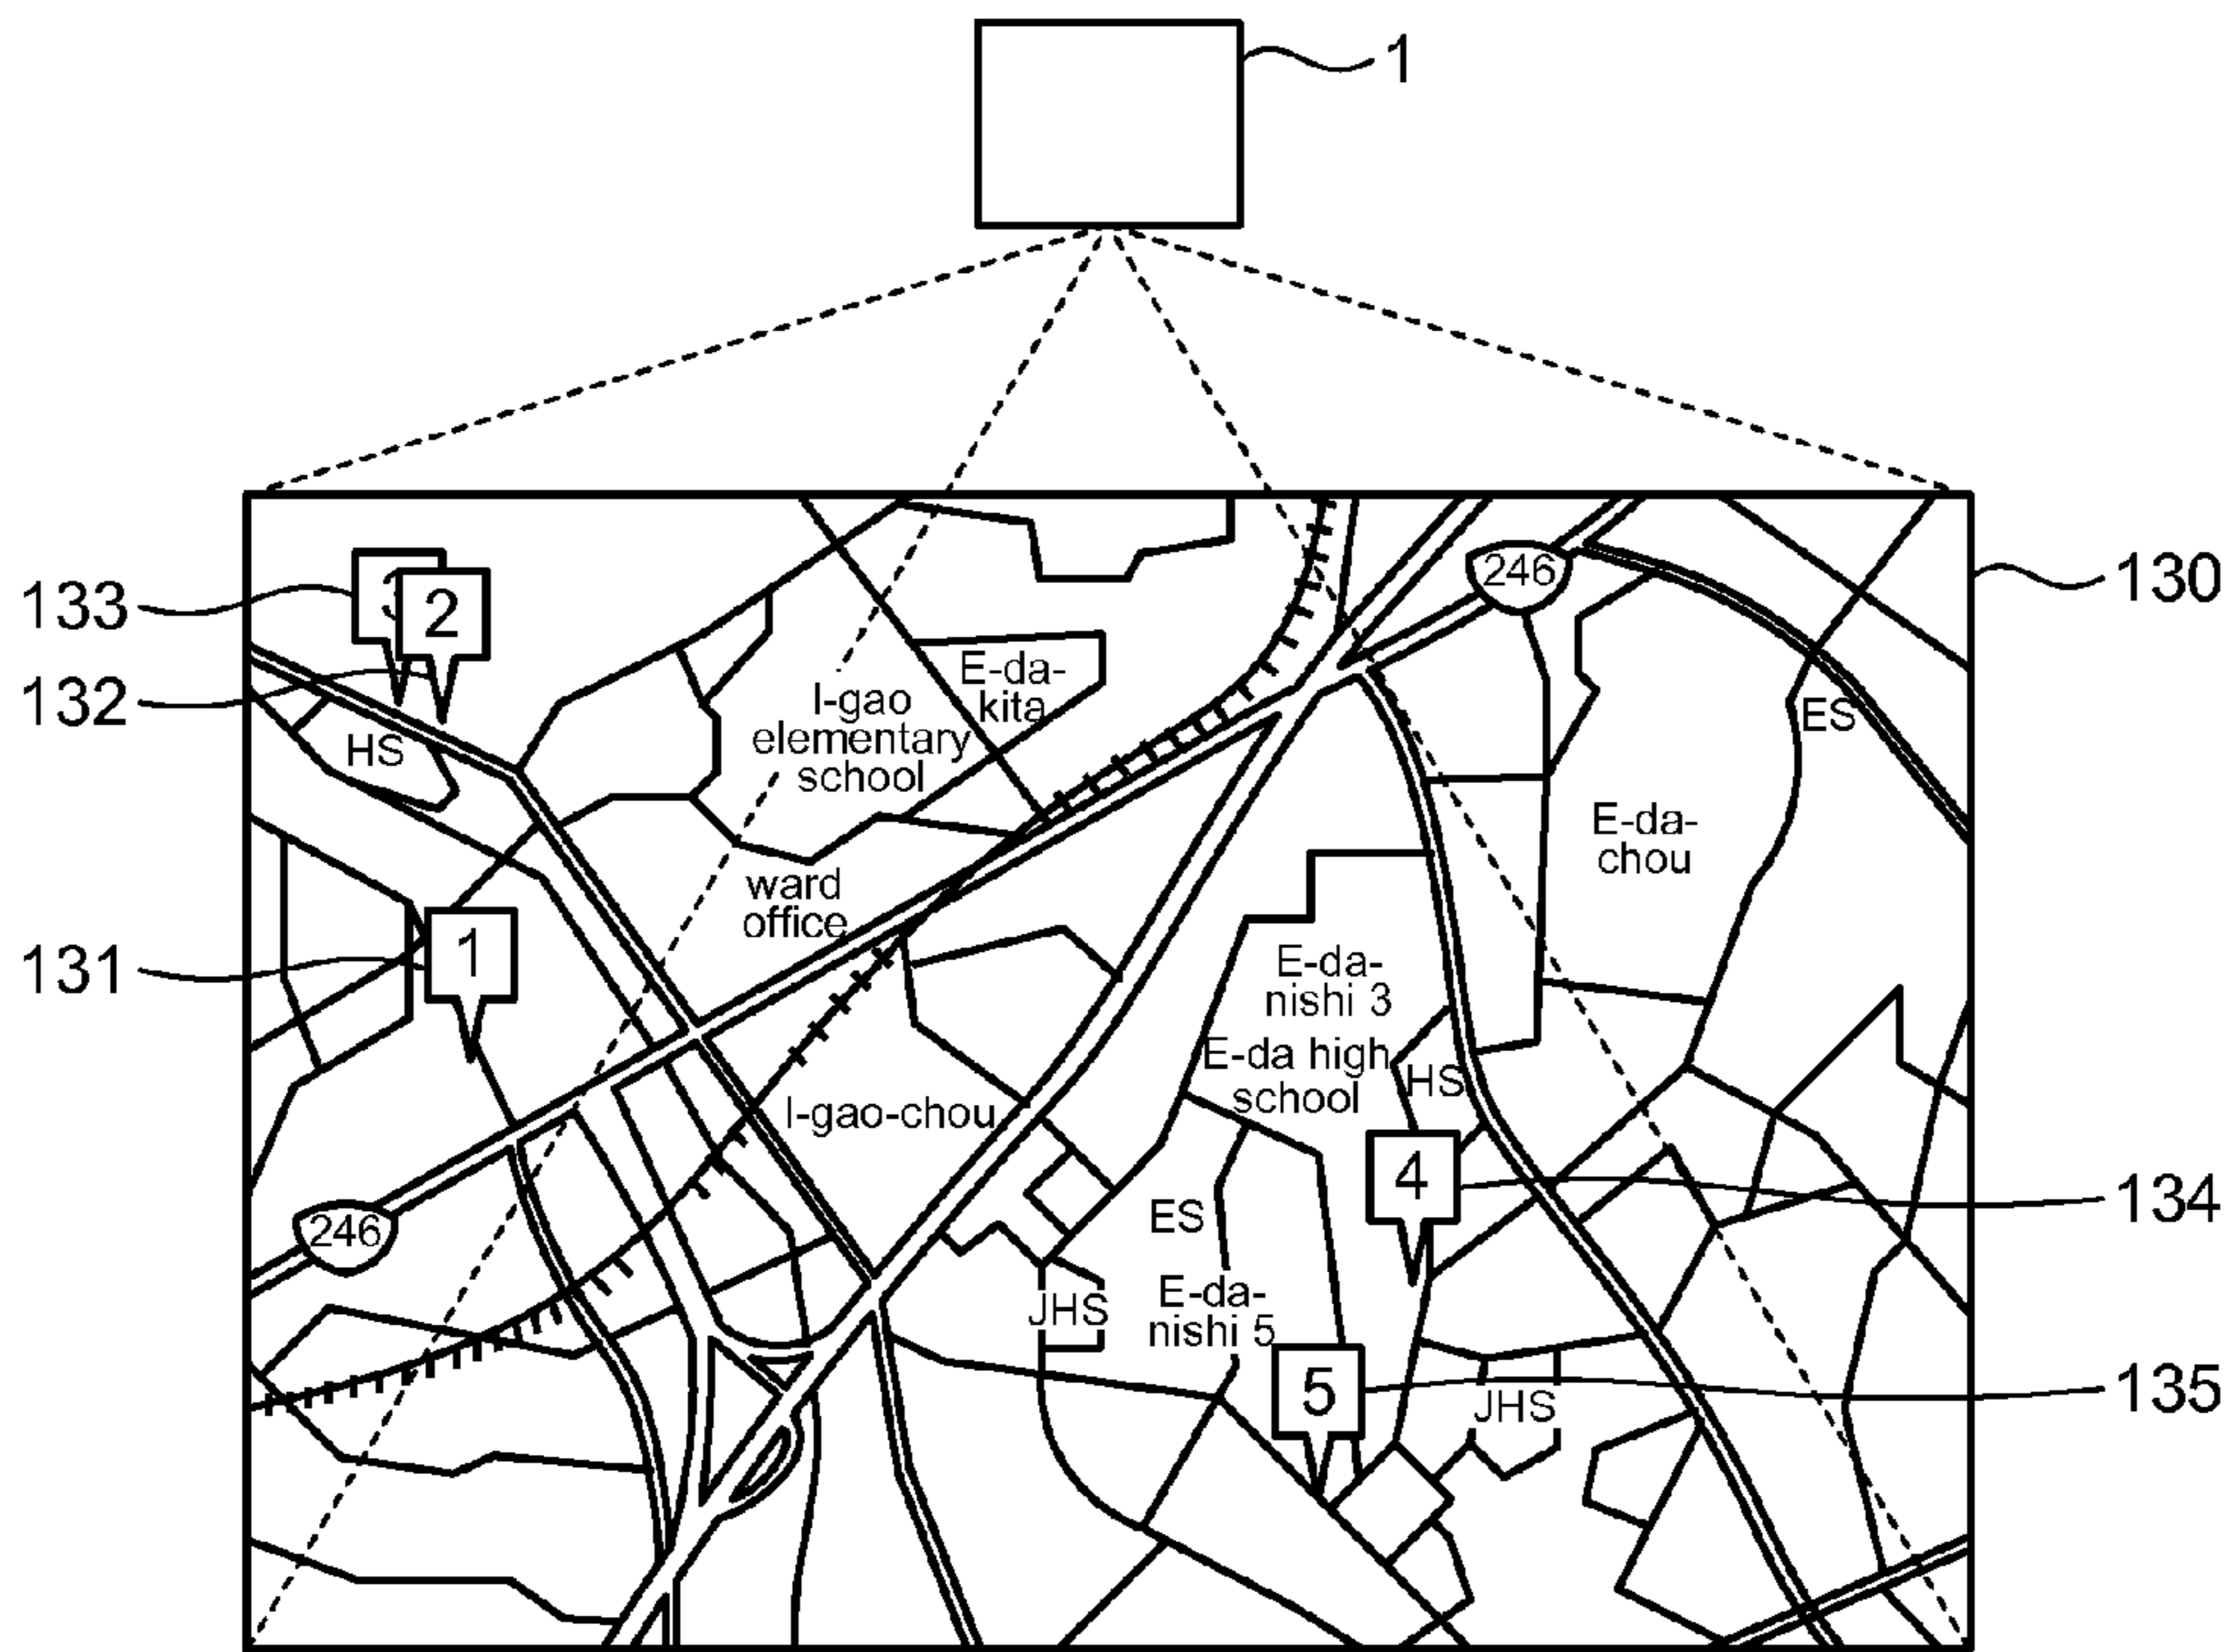 1
130
246
133
2
132
E-da-
kita
I-gao
elementary
school
HS
ES
E-da-
chou
ward
office
131
1
E-da-
nishi 3
E-da high
school
HS
I-gao-chou
4
134
ES
246
E-da-
nishi 5
JHS
5
135
JHS